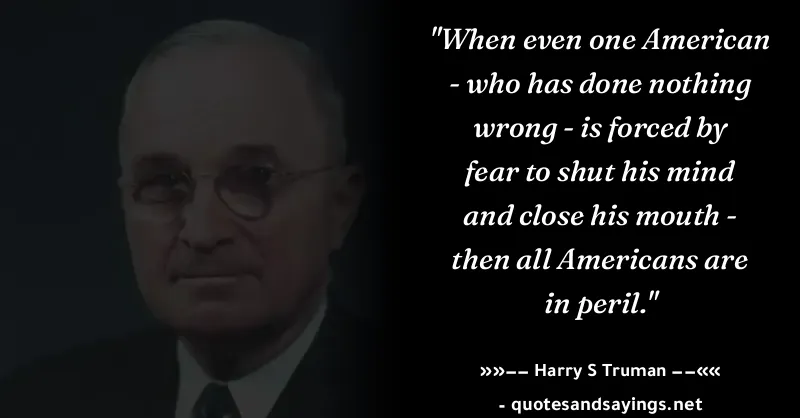 "When even one American
- who has done nothing
wrong - is forced by
fear to shut his mind
and close his mouth -
then all Americans are
in peril."
»»−− Harry S Truman −−««
- quotesandsayings.net